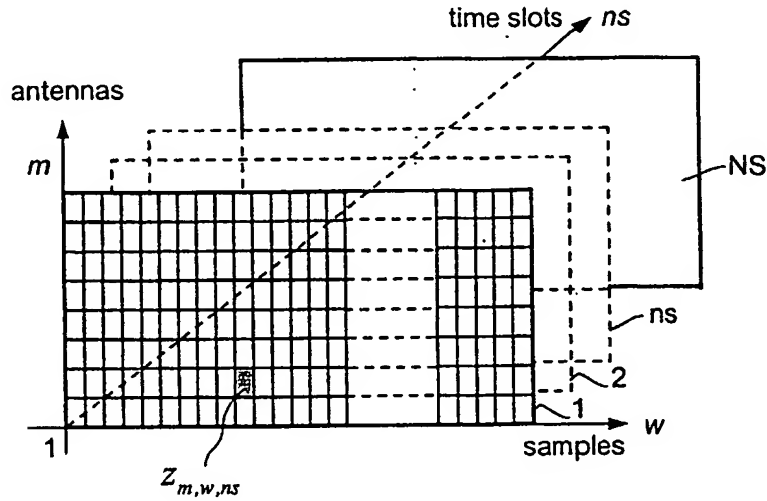 time slots ns
antennas
m
NS
ns
2
1
1
w
samples
z_{m,w,ns}